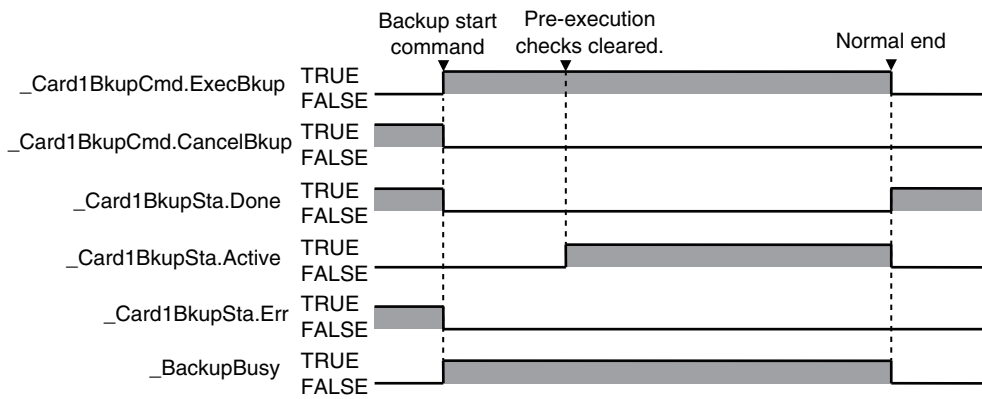 Backup start
command
Pre-execution
checks cleared.
Normal end
_Card1BkupCmd.ExecBkup
TRUE
FALSE
_Card1BkupCmd.CancelBkup
TRUE
FALSE
_Card1BkupSta.Done
TRUE
FALSE
_Card1BkupSta.Active
TRUE
FALSE
_Card1BkupSta.Err
TRUE
FALSE
_BackupBusy
TRUE
FALSE